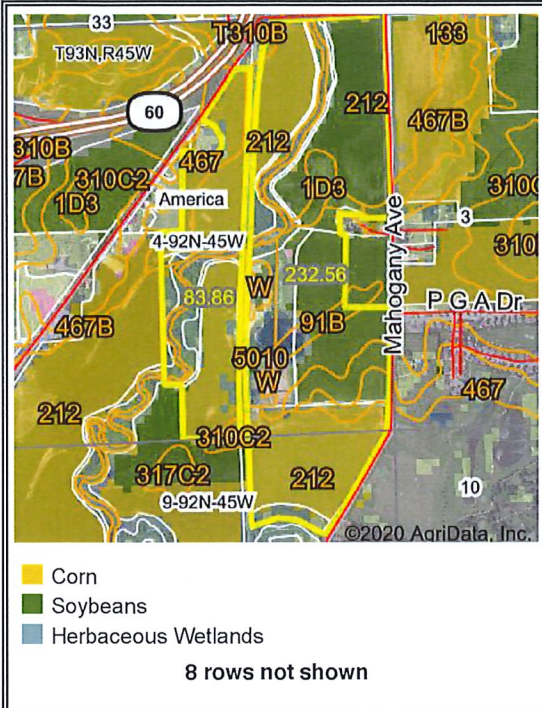 33
T310B
133
T93N,R45W
60
212
467B
310B
212
7B
310C2
467
1D3
310C
1D3
America
3
4-92N-45W
310
232.56
83.86
W
Mahogany Ave
P G A Dr
91B
467B
5010
W
467
212
310C2
317C2
212
10
9-92N-45W
©2020 AgriData, Inc.
Corn
Soybeans
Herbaceous Wetlands
8 rows not shown